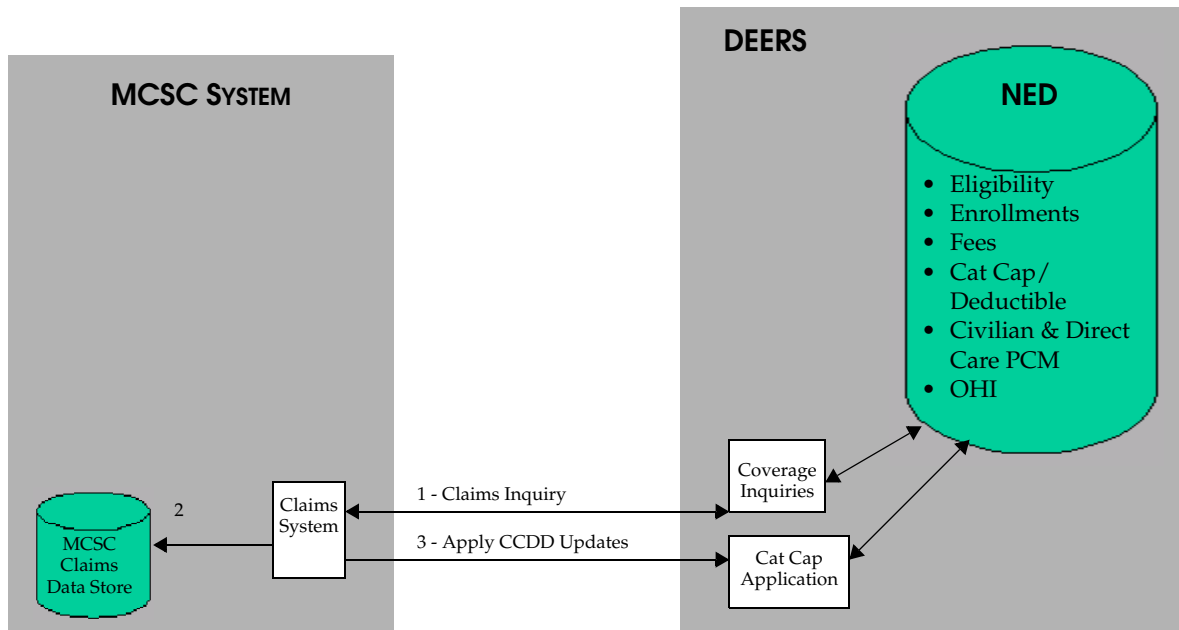 MCSC SYSTEM
DEERS
NED
• Eligibility
• Enrollments
• Fees
• Cat Cap/
Deductible
• Civilian & Direct
Care PCM
• OHI
Coverage
Inquiries
1 - Claims Inquiry
Claims
System
2
MCSC
Claims
Data Store
3 - Apply CCDD Updates
Cat Cap
Application